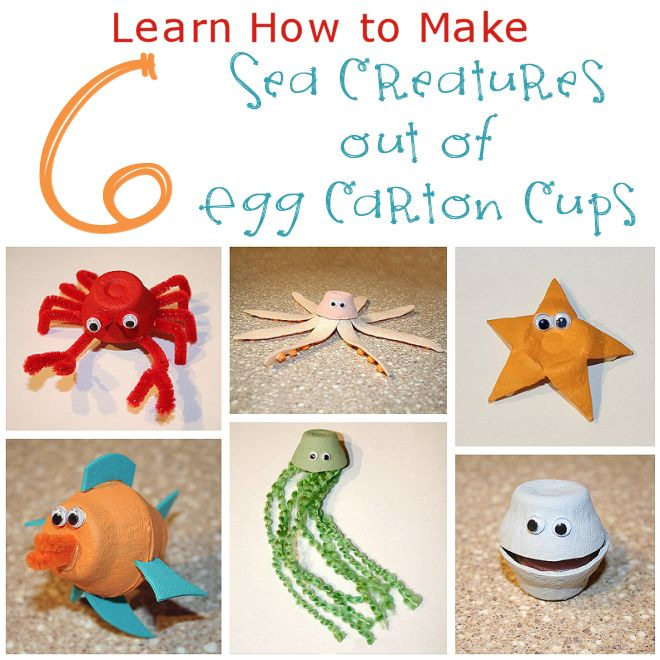 Learn How to Make
6 Sea Creatures
out of
egg Carton Cups